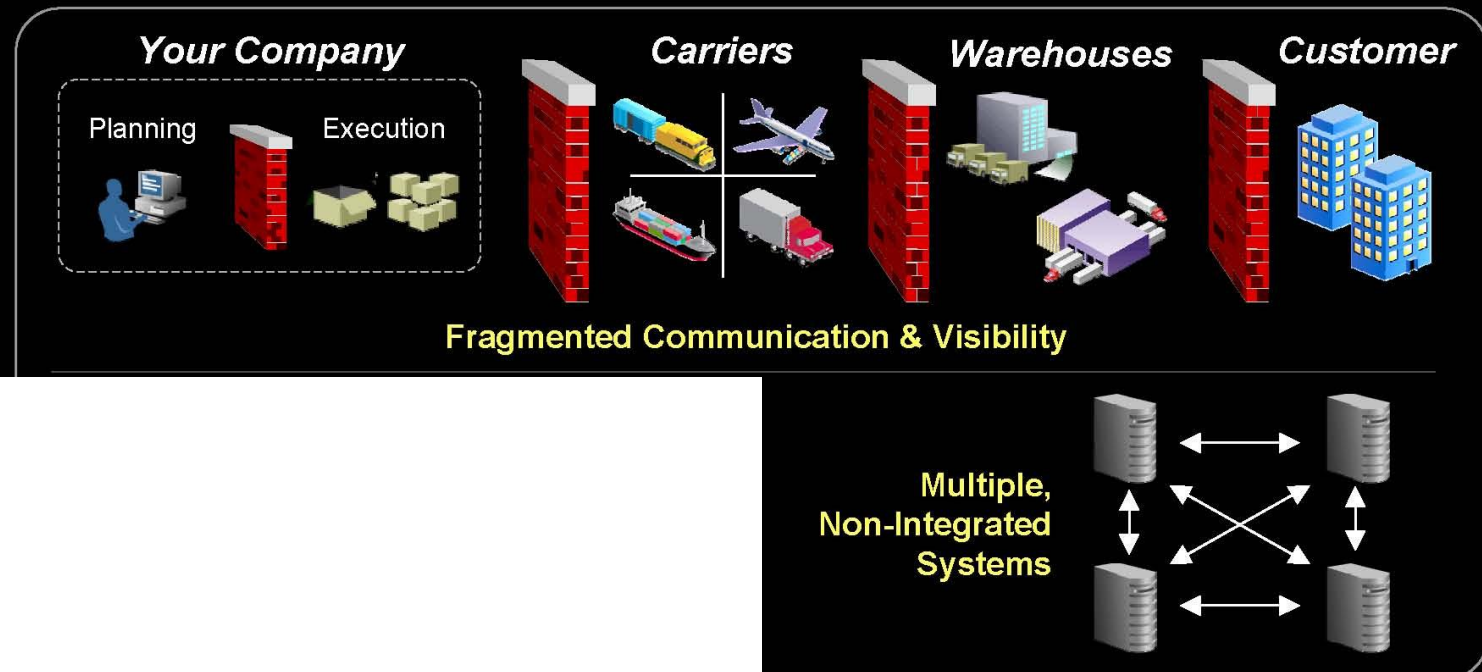 Your Company
Carriers
Warehouses
Customer
Planning
Execution
Fragmented Communication & Visibility
Multiple,
Non-Integrated
Systems